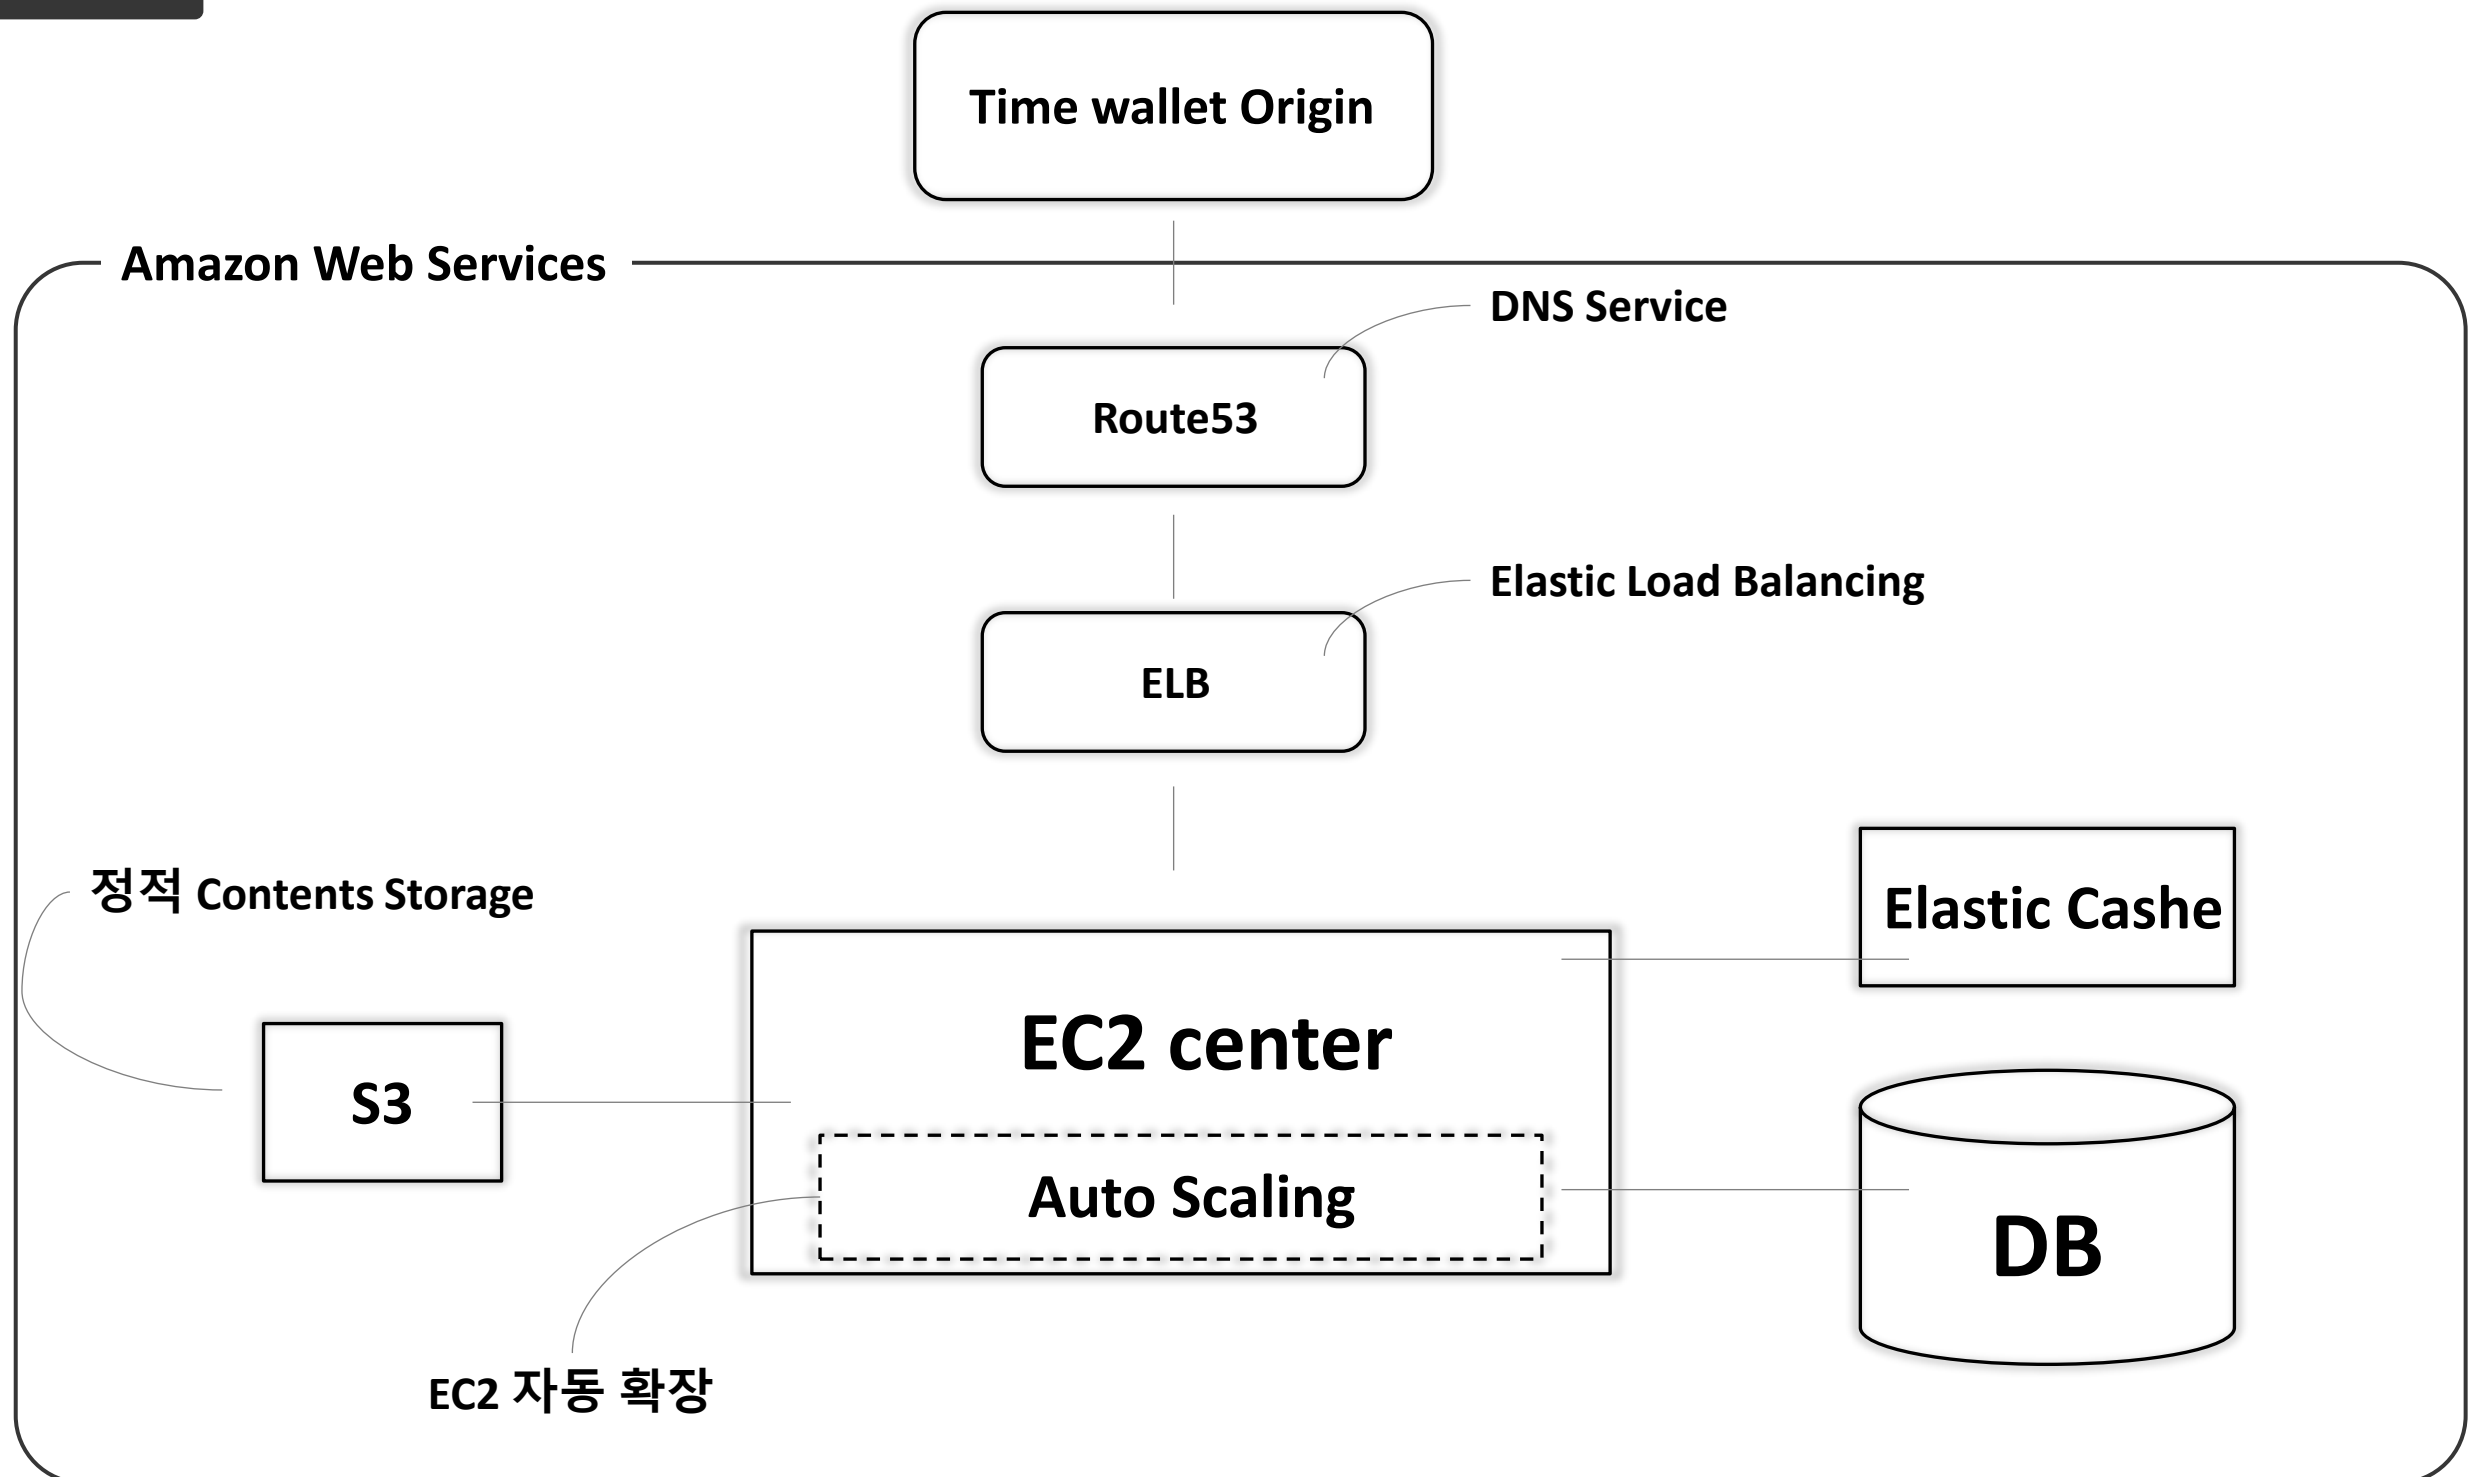 Time wallet Origin
Amazon Web Services
DNS Service
Route53
Elastic Load Balancing
ELB
정적 Contents Storage
Elastic Cashe
EC2 center
S3
Auto Scaling
DB
EC2 자동 확장